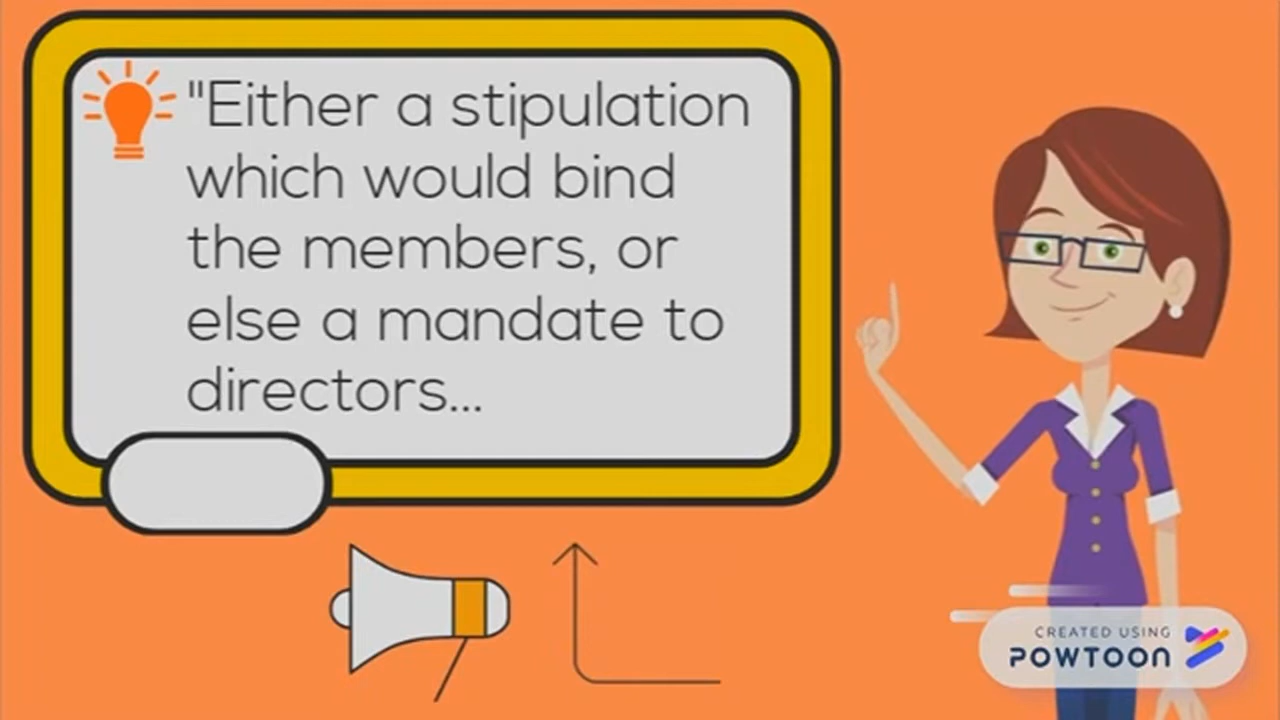 "Either a stipulation
which would bind
the members, or
else a mandate to
directors...
CREATED USING
POWTOON